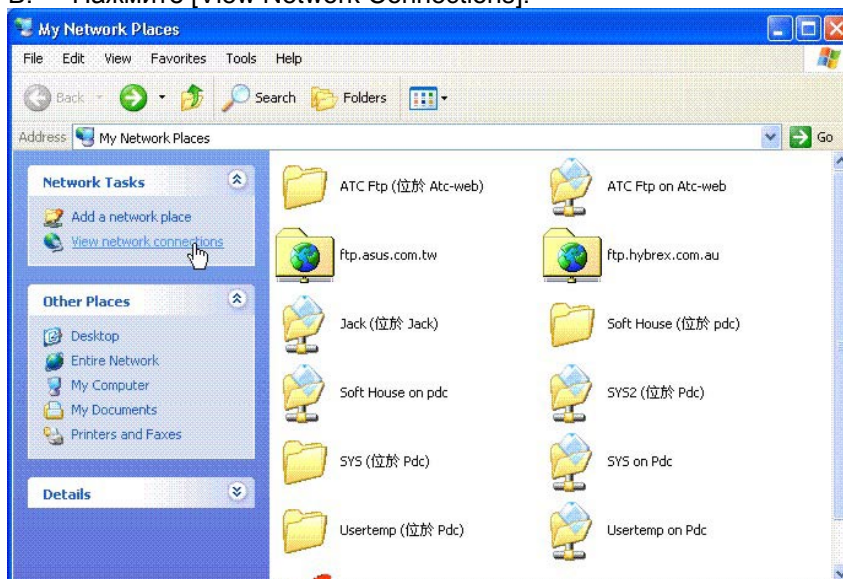 В. Нажмите [View Network Connections].
My Network Places
File Edit View Favorites Tools Help
Back Search Folders
Address My Network Places Go
Network Tasks
Add a network place
View network connections
Other Places
Desktop
Entire Network
My Computer
My Documents
Printers and Faxes
Details
ATC Ftp (位於 Atc-web) ATC Ftp on Atc-web
ftp.asus.com.tw ftp.hybrex.com.au
Jack (位於 Jack) Soft House (位於 pdc)
Soft House on pdc SYS2 (位於 Pdc)
SYS (位於 Pdc) SYS on Pdc
Usertemp (位於 Pdc) Usertemp on Pdc